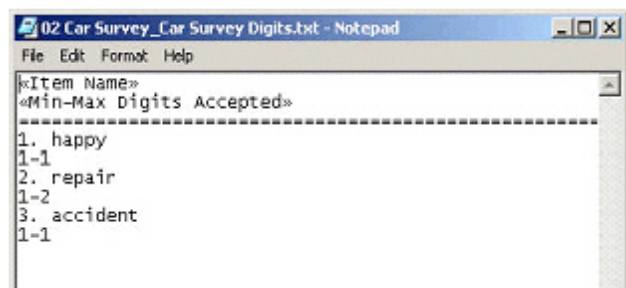 02 Car Survey_Car Survey Digits.txt - Notepad
File Edit Format Help
«Item Name»
«Min-Max Digits Accepted»
============================================================
1. happy
1-1
2. repair
1-2
3. accident
1-1